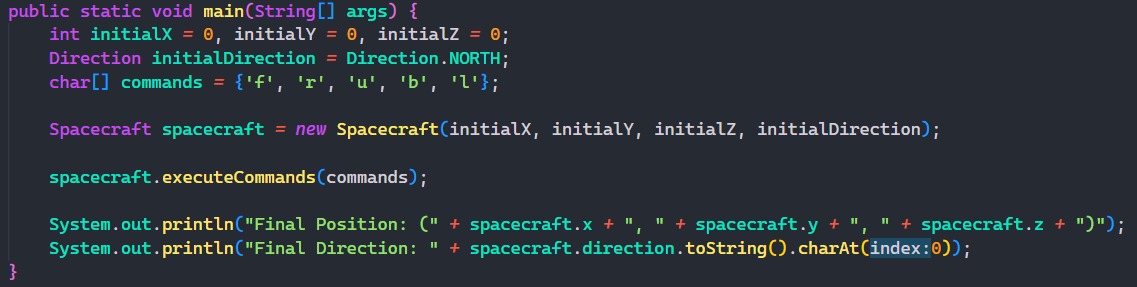 public static void main(String[] args) {
    int initialX = 0, initialY = 0, initialZ = 0;
    Direction initialDirection = Direction.NORTH;
    char[] commands = {'f', 'r', 'u', 'b', 'l'};

    Spacecraft spacecraft = new Spacecraft(initialX, initialY, initialZ, initialDirection);

    spacecraft.executeCommands(commands);

    System.out.println("Final Position: (" + spacecraft.x + ", " + spacecraft.y + ", " + spacecraft.z + ")");
    System.out.println("Final Direction: " + spacecraft.direction.toString().charAt(index:0));
}